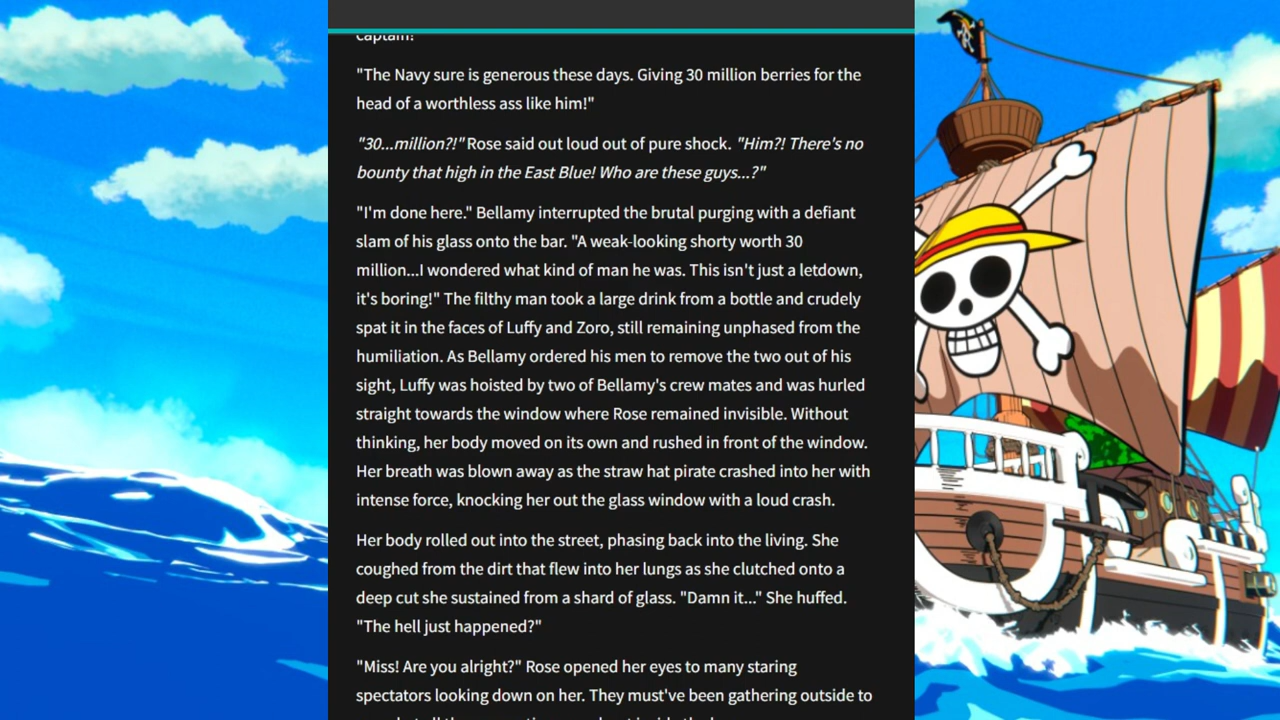 captain!
"The Navy sure is generous these days. Giving 30 million berries for the
head of a worthless ass like him!"
"30...million?!" Rose said out loud out of pure shock. "Him?! There's no
bounty that high in the East Blue! Who are these guys...?"
"I'm done here." Bellamy interrupted the brutal purging with a defiant
slam of his glass onto the bar. "A weak-looking shorty worth 30
million...I wondered what kind of man he was. This isn't just a letdown,
it's boring!" The filthy man took a large drink from a bottle and crudely
spat it in the faces of Luffy and Zoro, still remaining unphased from the
humiliation. As Bellamy ordered his men to remove the two out of his
sight, Luffy was hoisted by two of Bellamy's crew mates and was hurled
straight towards the window where Rose remained invisible. Without
thinking, her body moved on its own and rushed in front of the window.
Her breath was blown away as the straw hat pirate crashed into her with
intense force, knocking her out the glass window with a loud crash.
Her body rolled out into the street, phasing back into the living. She
coughed from the dirt that flew into her lungs as she clutched onto a
deep cut she sustained from a shard of glass. "Damn it..." She huffed.
"The hell just happened?"
"Miss! Are you alright?" Rose opened her eyes to many staring
spectators looking down on her. They must've been gathering outside to